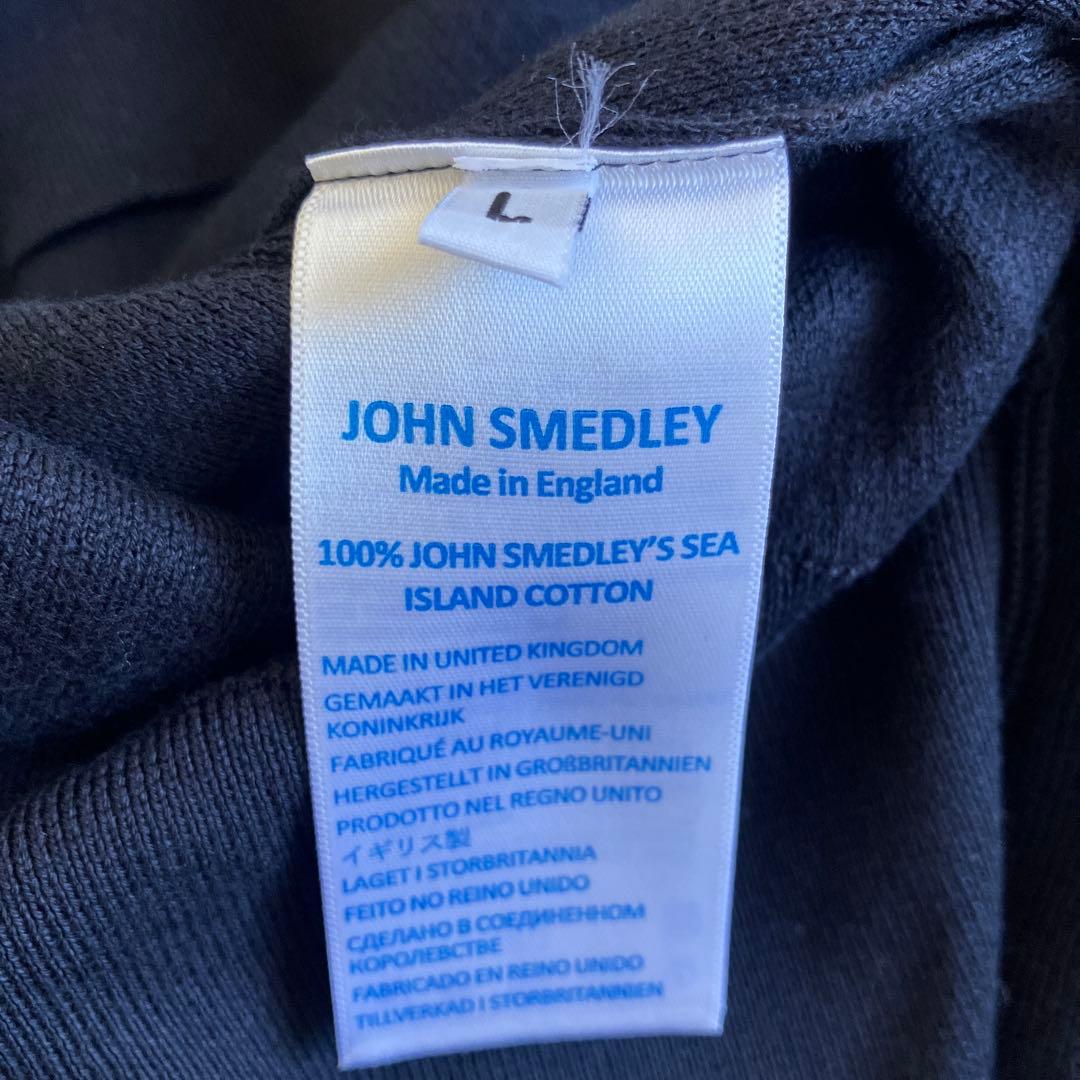 L
JOHN SMEDLEY
Made in England
100% JOHN SMEDLEY'S SEA
ISLAND COTTON
MADE IN UNITED KINGDOM
GEMAAKT IN HET VERENIGD
KONINKRIJK
FABRIQUÉ AU ROYAUME-UNI
HERGESTELLT IN GROßBRITANNIEN
PRODOTTO NEL REGNO UNITO
イギリス製
LAGET I STORBRITANNIA
FEITO NO REINO UNIDO
СДЕЛАНО В СОЕДИНЕННОМ
КОРОЛЕВСТВЕ
FABRICADO EN REINO UNIDO
TILLVERKAD I STORBRITANNIEN